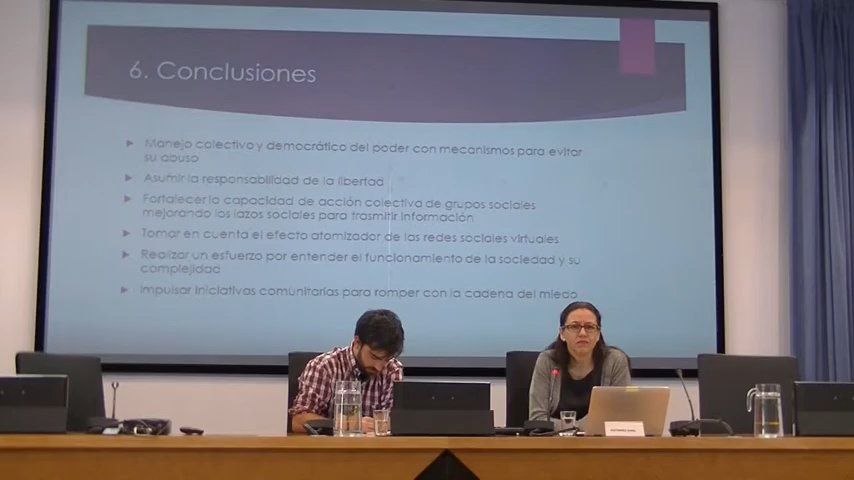 6. Conclusiones
Manejo colectivo y democrático del poder con mecanismos para evitar
su abuso
Asumir la responsabilidad de la libertad
Fortalecer la capacidad de acción colectiva de grupos sociales
mejorando los lazos sociales para trasmitir información
Tomar en cuenta el efecto atomizador de las redes sociales virtuales
Realizar un esfuerzo por entender el funcionamiento de la sociedad y su
complejidad
Impulsar iniciativas comunitarias para romper con la cadena del miedo